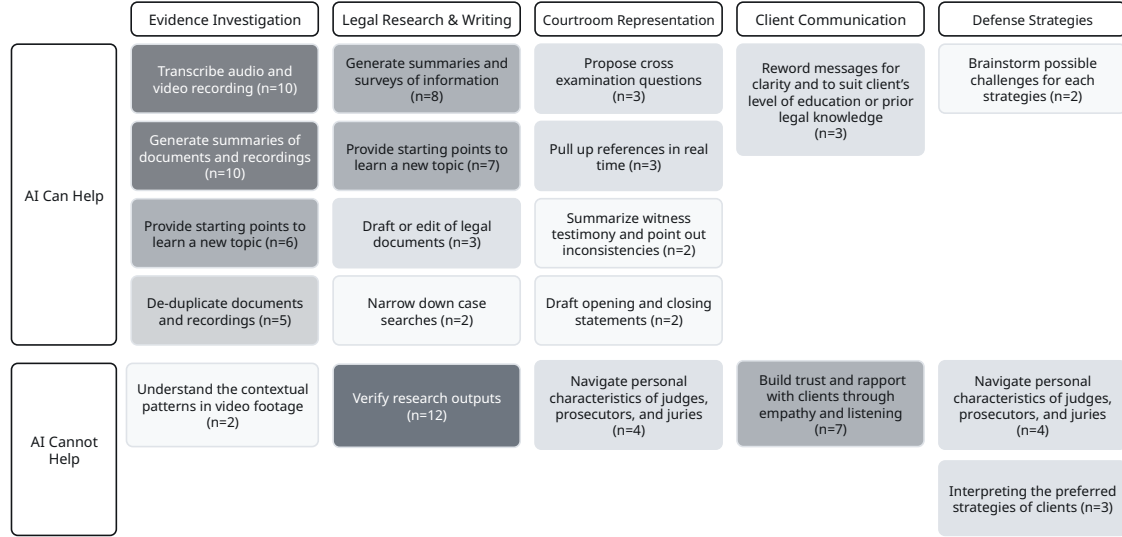 Evidence Investigation
Legal Research & Writing
Courtroom Representation
Client Communication
Defense Strategies
AI Can Help
Transcribe audio and
video recording (n=10)
Generate summaries of
documents and recordings
(n=10)
Provide starting points to
learn a new topic (n=6)
De-duplicate documents
and recordings (n=5)
Generate summaries and
surveys of information
(n=8)
Provide starting points to
learn a new topic (n=7)
Draft or edit of legal
documents (n=3)
Narrow down case
searches (n=2)
Propose cross
examination questions
(n=3)
Pull up references in real
time (n=3)
Summarize witness
testimony and point out
inconsistencies (n=2)
Draft opening and closing
statements (n=2)
Reword messages for
clarity and to suit client’s
level of education or prior
legal knowledge
(n=3)
Brainstorm possible
challenges for each
strategies (n=2)
AI Cannot
Help
Understand the contextual
patterns in video footage
(n=2)
Verify research outputs
(n=12)
Navigate personal
characteristics of judges,
prosecutors, and juries
(n=4)
Build trust and rapport
with clients through
empathy and listening
(n=7)
Navigate personal
characteristics of judges,
prosecutors, and juries
(n=4)
Interpreting the preferred
strategies of clients (n=3)